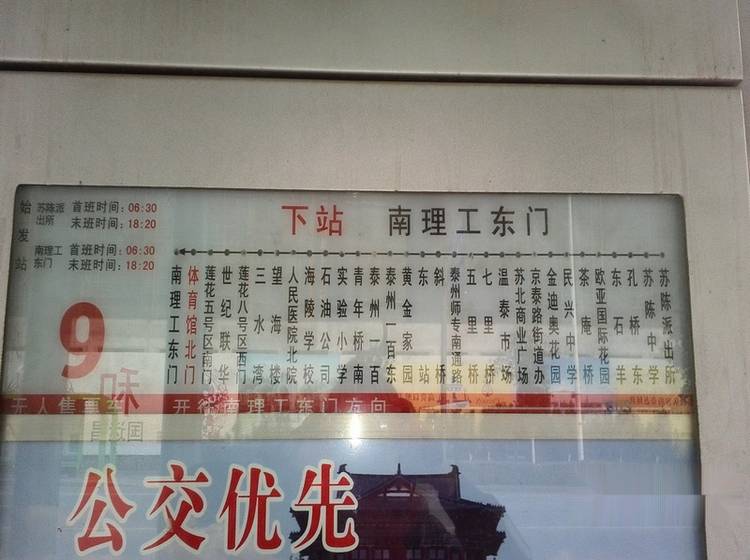 始发站
苏陈派出所 首班时间：06:30
末班时间：18:20
南理工东门 首班时间：06:30
末班时间：18:20
下站 南理工东门
南理工东门
体育馆北门
莲花五号区南门
世纪联华
莲花八号区西门
三水湾
望海楼
人民医院北院
海陵学校
石油公司
实验小学
青年桥南
泰州一百
泰州一百东
黄金家园
东站
斜桥
泰州师专南通路
五里桥
七里桥
温泰市场
苏北商业广场
京泰路街道办
金迪奥花园
民兴中学
茶庵桥
欧亚国际花园
东石羊
孔桥东
苏陈中学
苏陈派出所
9
无人售票车 开往南理工东门方向
公交优先